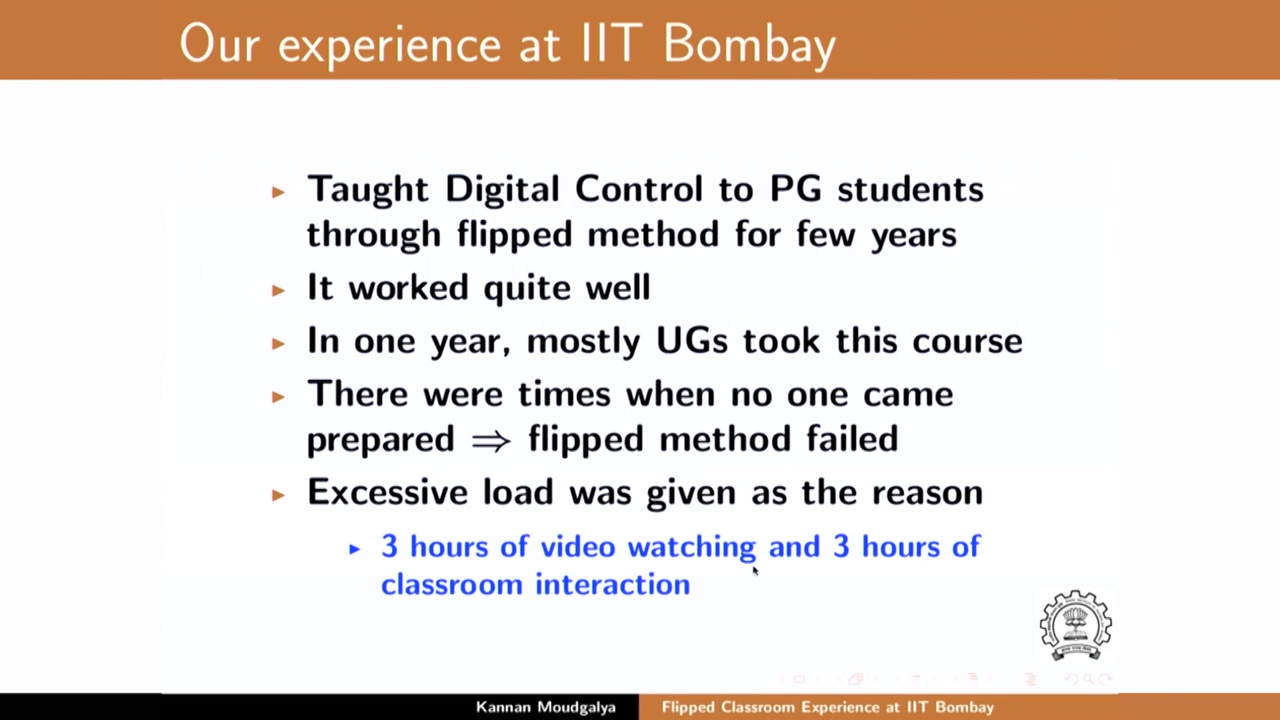 Our experience at IIT Bombay
Taught Digital Control to PG students
through flipped method for few years
It worked quite well
In one year, mostly UGs took this course
There were times when no one came
prepared ⇒ flipped method failed
Excessive load was given as the reason
3 hours of video watching and 3 hours of
classroom interaction
Kannan Moudgalya
Flipped Classroom Experience at IIT Bombay